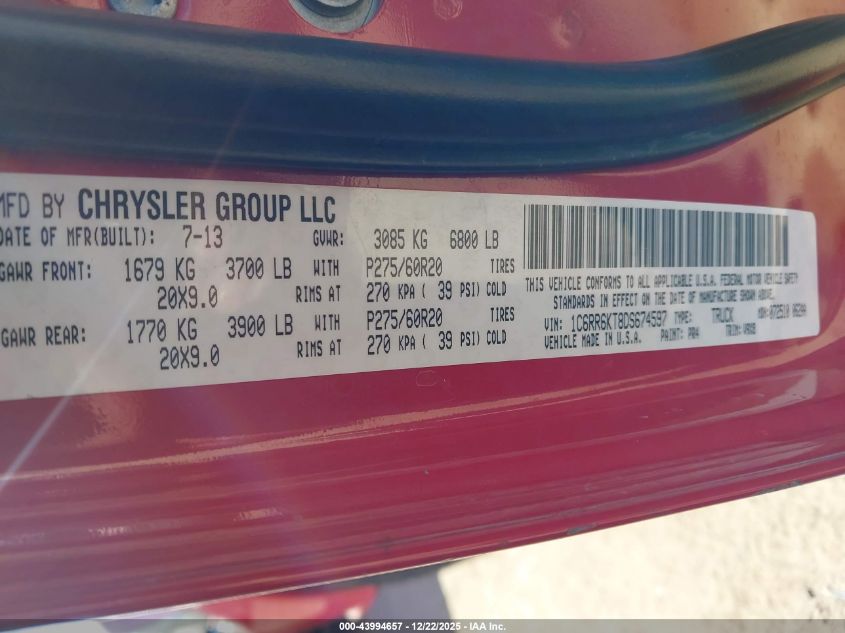 MFD BY CHRYSLER GROUP LLC
DATE OF MFR(BUILT): 7-13 GVWR: 3085 KG 6800 LB
GAWR FRONT: 1679 KG 3700 LB WITH P275/60R20 TIRES
20X9.0 RIMS AT 270 KPA ( 39 PSI) COLD
GAWR REAR: 1770 KG 3900 LB WITH P275/60R20 TIRES
20X9.0 RIMS AT 270 KPA ( 39 PSI) COLD
THIS VEHICLE CONFORMS TO ALL APPLICABLE U.S.A. FEDERAL MOTOR VEHICLE SAFETY
STANDARDS IN EFFECT ON THE DATE OF MANUFACTURE SHOWN ABOVE.
VIN: 1C6RR6KT8DS674597 TYPE: TRUCK MDH: 072510
VEHICLE MADE IN U.S.A. PAINT: PR4 TRIM:
000-43994657 • 12/22/2025 - IAA Inc.